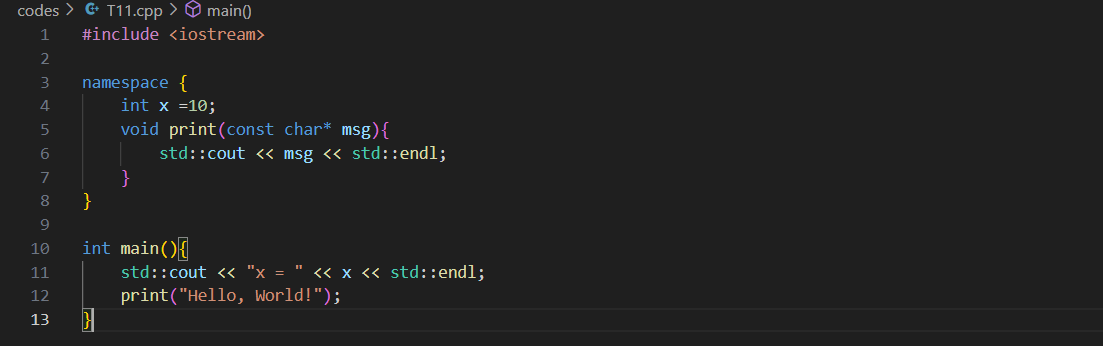 codes > T11.cpp > main()
1 #include <iostream>
2
3 namespace {
4     int x =10;
5     void print(const char* msg){
6         std::cout << msg << std::endl;
7     }
8 }
9
10 int main(){
11     std::cout << "x = " << x << std::endl;
12     print("Hello, World!");
13 }